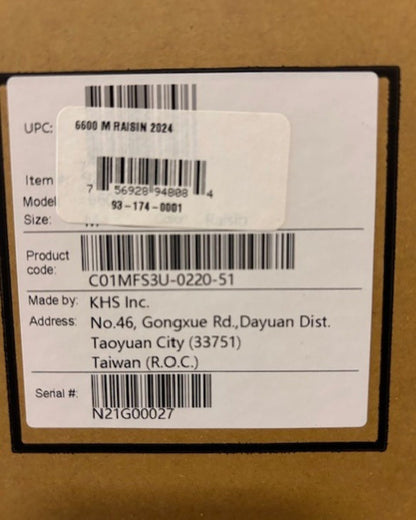 UPC:
6600 M RAISIN 2024
7 56928 94808 4
93-174-0001
Item
Model
Size:
Product code: C01MFS3U-0220-51
Made by: KHS Inc.
Address: No.46, Gongxue Rd.,Dayuan Dist.
Taoyuan City (33751)
Taiwan (R.O.C.)
Serial #:
N21G00027